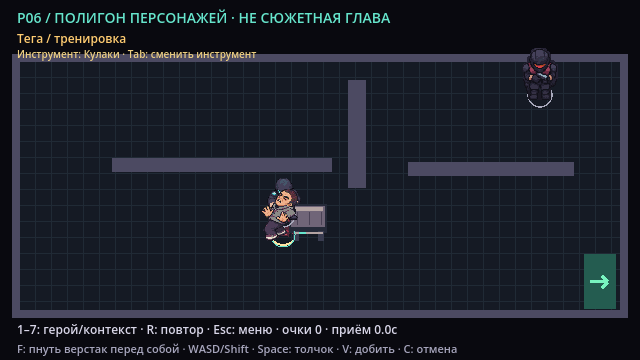 P06 / ПОЛИГОН ПЕРСОНАЖЕЙ · НЕ СЮЖЕТНАЯ ГЛАВА
Тега / тренировка
Инструмент: Кулаки · Tab: сменить инструмент
1–7: герой/контекст · R: повтор · Esc: меню · очки 0 · приём 0.0с
F: пнуть верстак перед собой · WASD/Shift · Space: толчок · V: добить · C: отмена